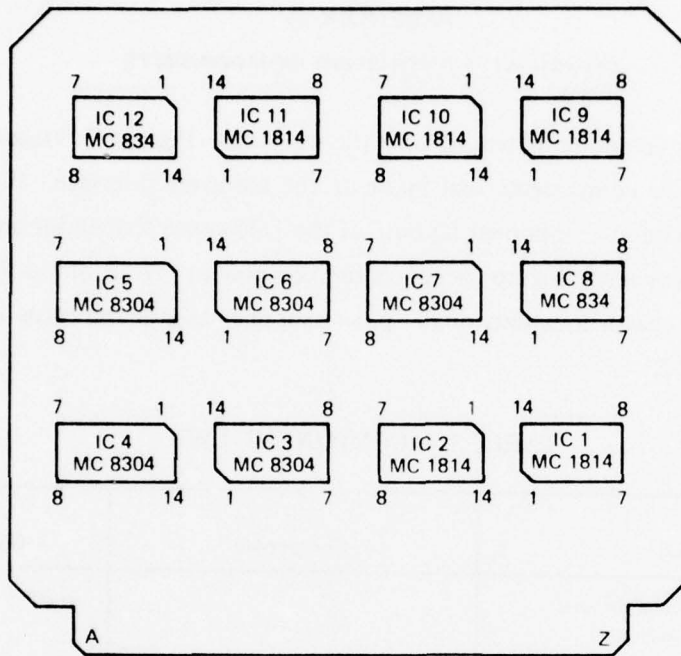 7 1 14 8 7 1 14 8
IC 12 IC 11 IC 10 IC 9
MC 834 MC 1814 MC 1814 MC 1814
8 14 1 7 8 14 1 7
7 1 14 8 7 1 14 8
IC 5 IC 6 IC 7 IC 8
MC 8304 MC 8304 MC 8304 MC 834
8 14 1 7 8 14 1 7
7 1 14 8 7 1 14 8
IC 4 IC 3 IC 2 IC 1
MC 8304 MC 8304 MC 1814 MC 1814
8 14 1 7 8 14 1 7
A Z